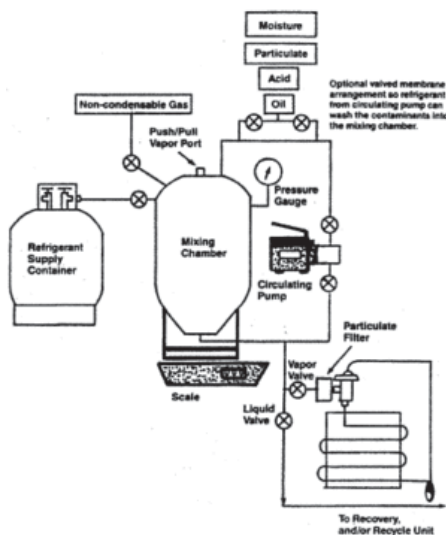 Moisture
Particulate
Acid
Oil
Optional valved membrane
arrangement so refrigerant
from circulating pump can
wash the contaminants into
the mixing chamber.
Non-condensable Gas
Push/Pull
Vapor Port
Pressure
Gauge
Refrigerant
Supply
Container
Mixing
Chamber
Circulating
Pump
Particulate
Filter
Vapor
Valve
Scale
Liquid
Valve
To Recovery,
and/or Recycle Unit